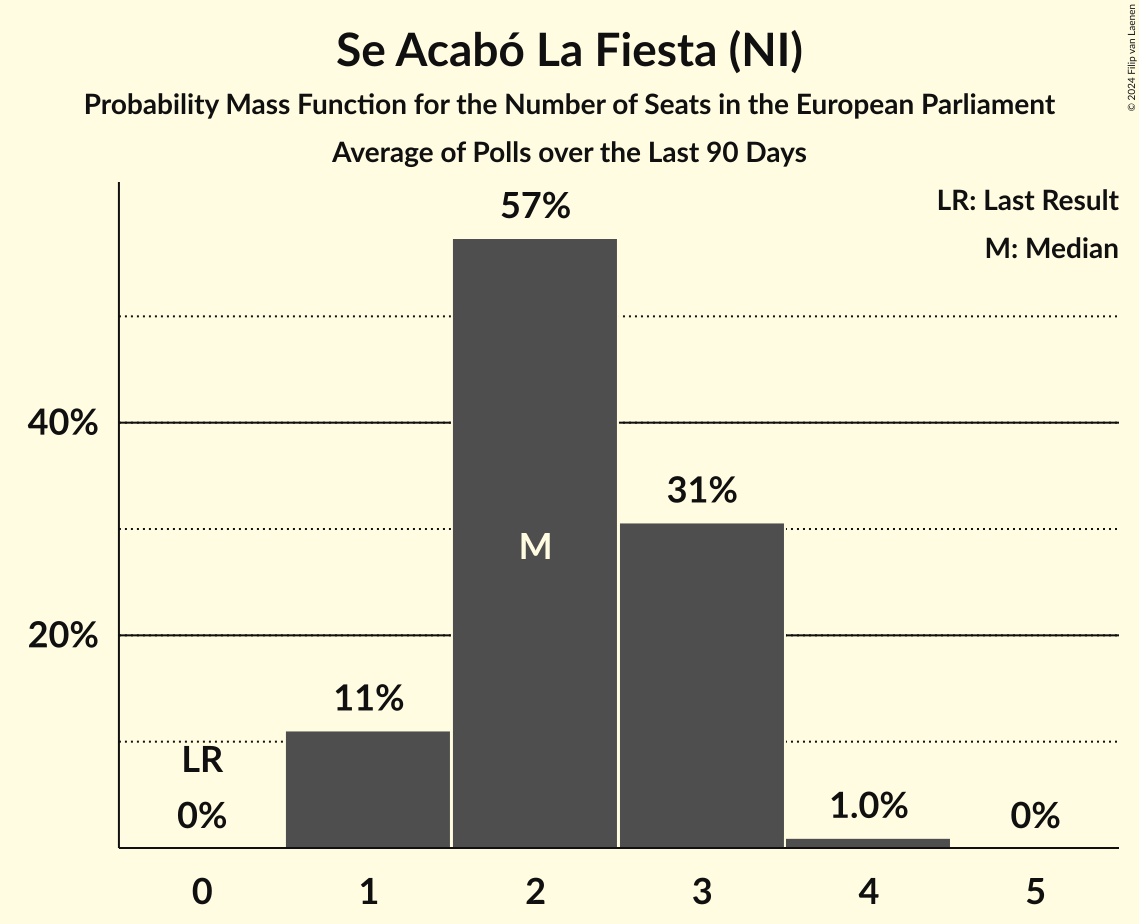 Se Acabó La Fiesta (NI)
Probability Mass Function for the Number of Seats in the European Parliament
Average of Polls over the Last 90 Days
© 2024 Filip van Laenen
LR: Last Result
M: Median
57%
40%
31%
M
20%
11%
LR
0%
1.0%
0%
0 1 2 3 4 5